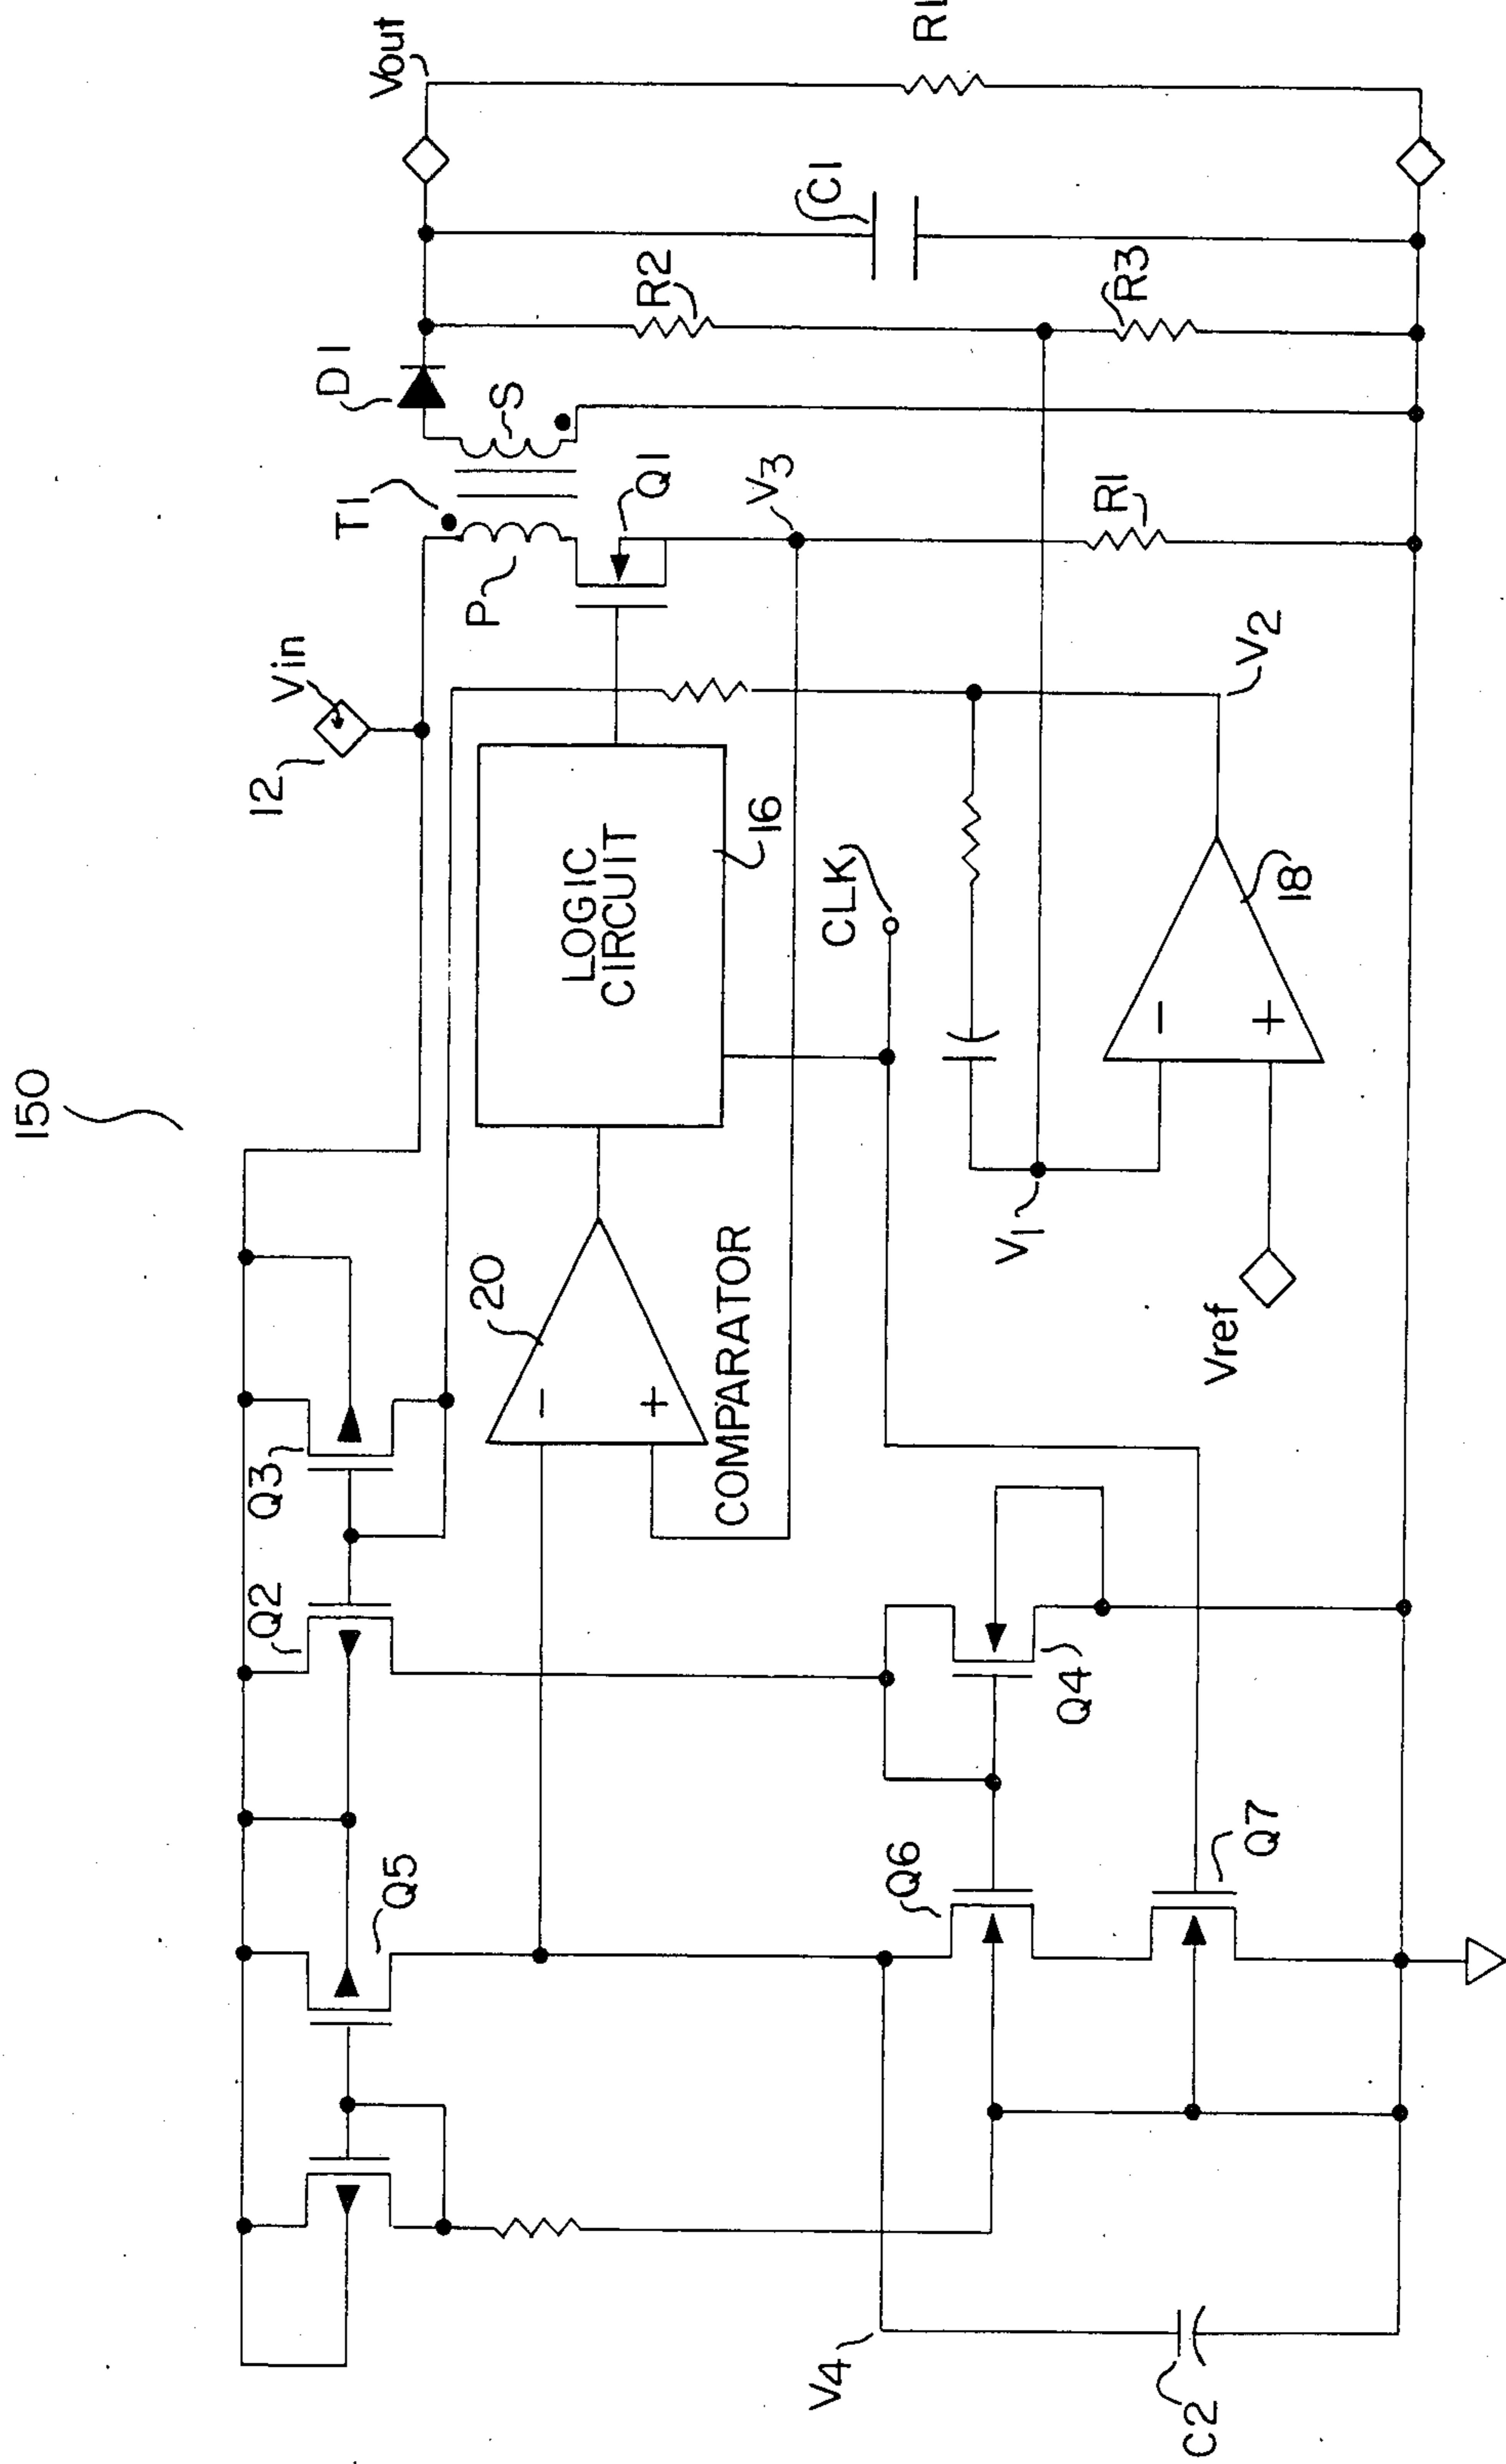 150
Q2
Q3
12
Vin
D1
T1
Vout
Q5
20
P
S
LOGIC
CIRCUIT
Q1
R2
−
+
COMPARATOR
16
V3
V4
C1
CLK
Q6
V1
Q4
R1
R3
−
+
C2
Vref
V2
Q7
18